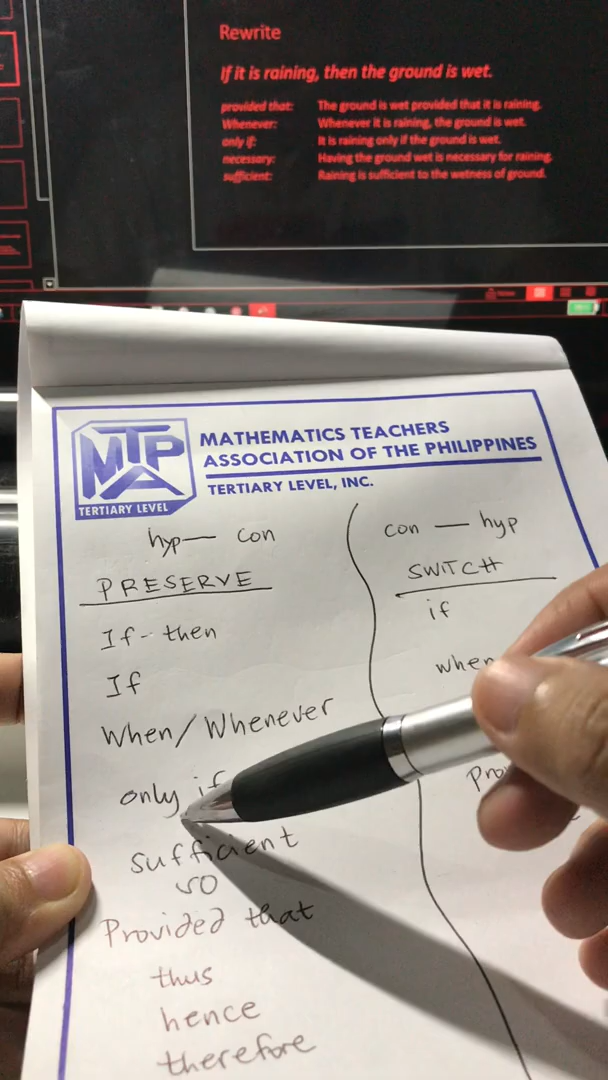 Rewrite
If it is raining, then the ground is wet.
provided that: The ground is wet provided that it is raining.
Whenever: Whenever it is raining, the ground is wet.
only if: It is raining only if the ground is wet.
necessary: Having the ground wet is necessary for raining.
sufficient: Raining is sufficient to the wetness of ground.
MTAP
TERTIARY LEVEL
MATHEMATICS TEACHERS
ASSOCIATION OF THE PHILIPPINES
TERTIARY LEVEL, INC.
hyp— con
PRESERVE
If-then
If
When/Whenever
only if
sufficient
so
Provided that
thus
hence
therefore
con — hyp
SWITCH
if
when